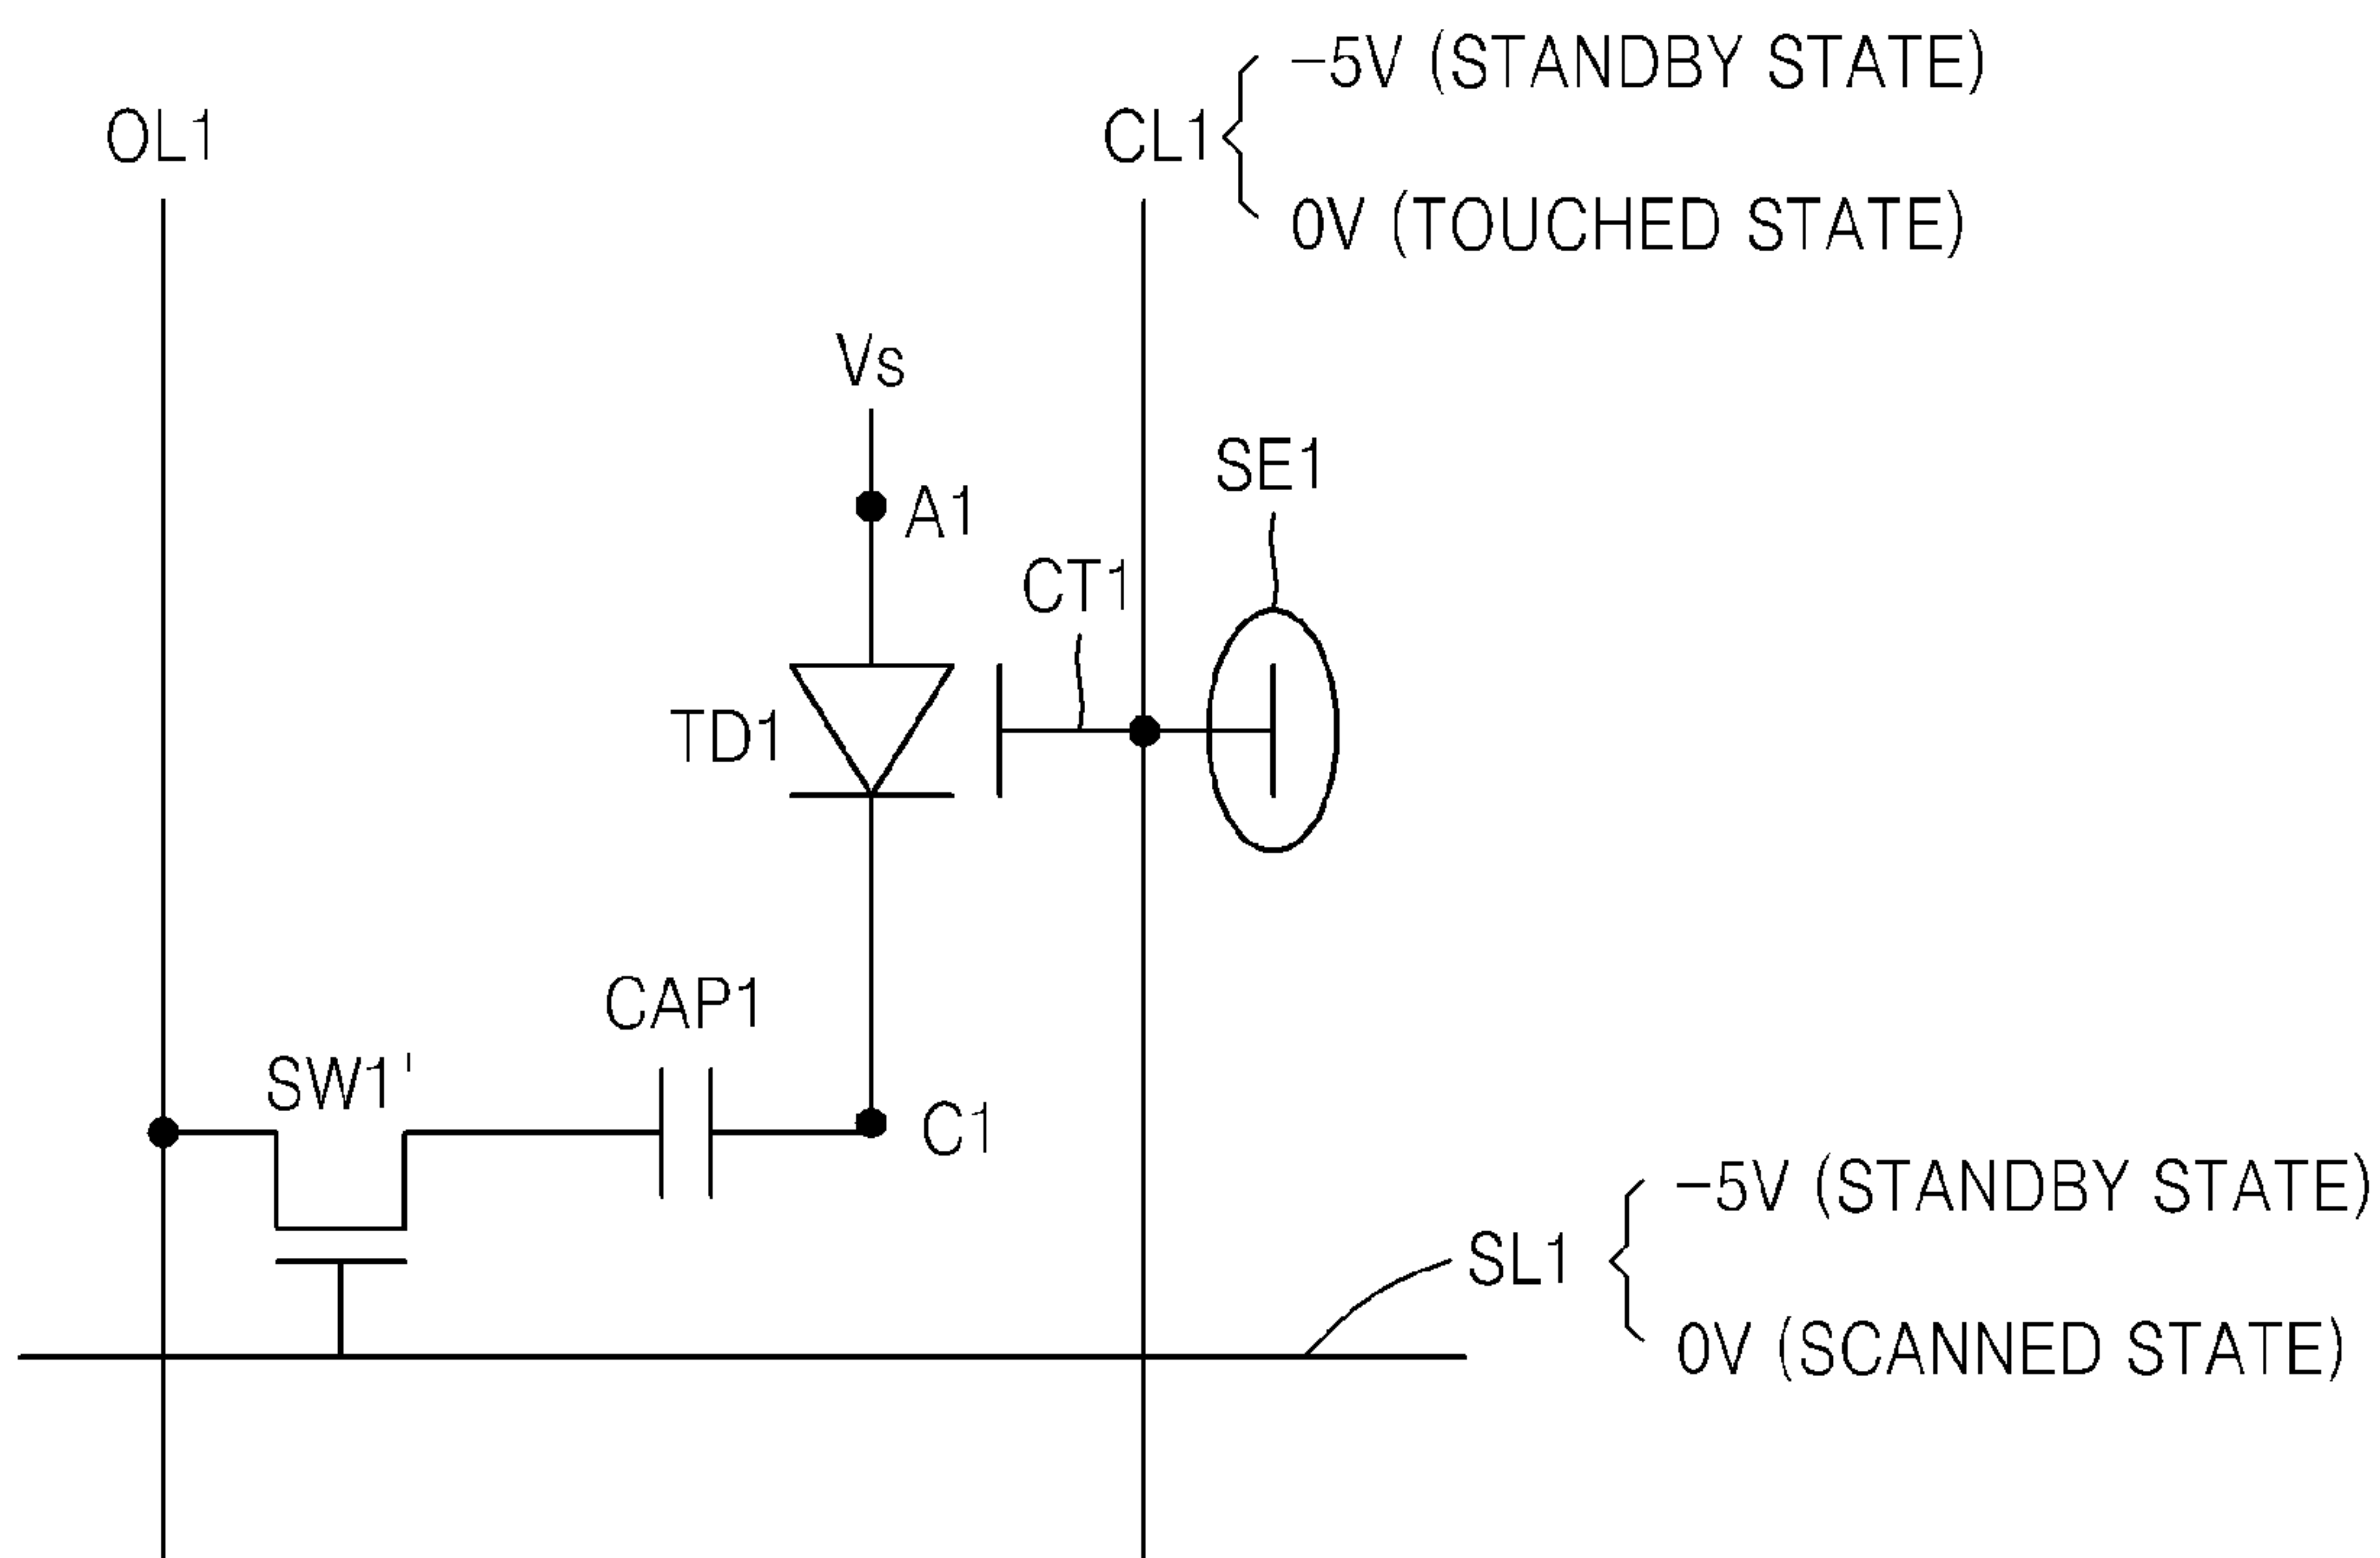 −5V (STANDBY STATE)
OL1
CL1
0V (TOUCHED STATE)
Vs
SE1
A1
CT1
TD1
CAP1
SW1'
C1
−5V (STANDBY STATE)
SL1
0V (SCANNED STATE)